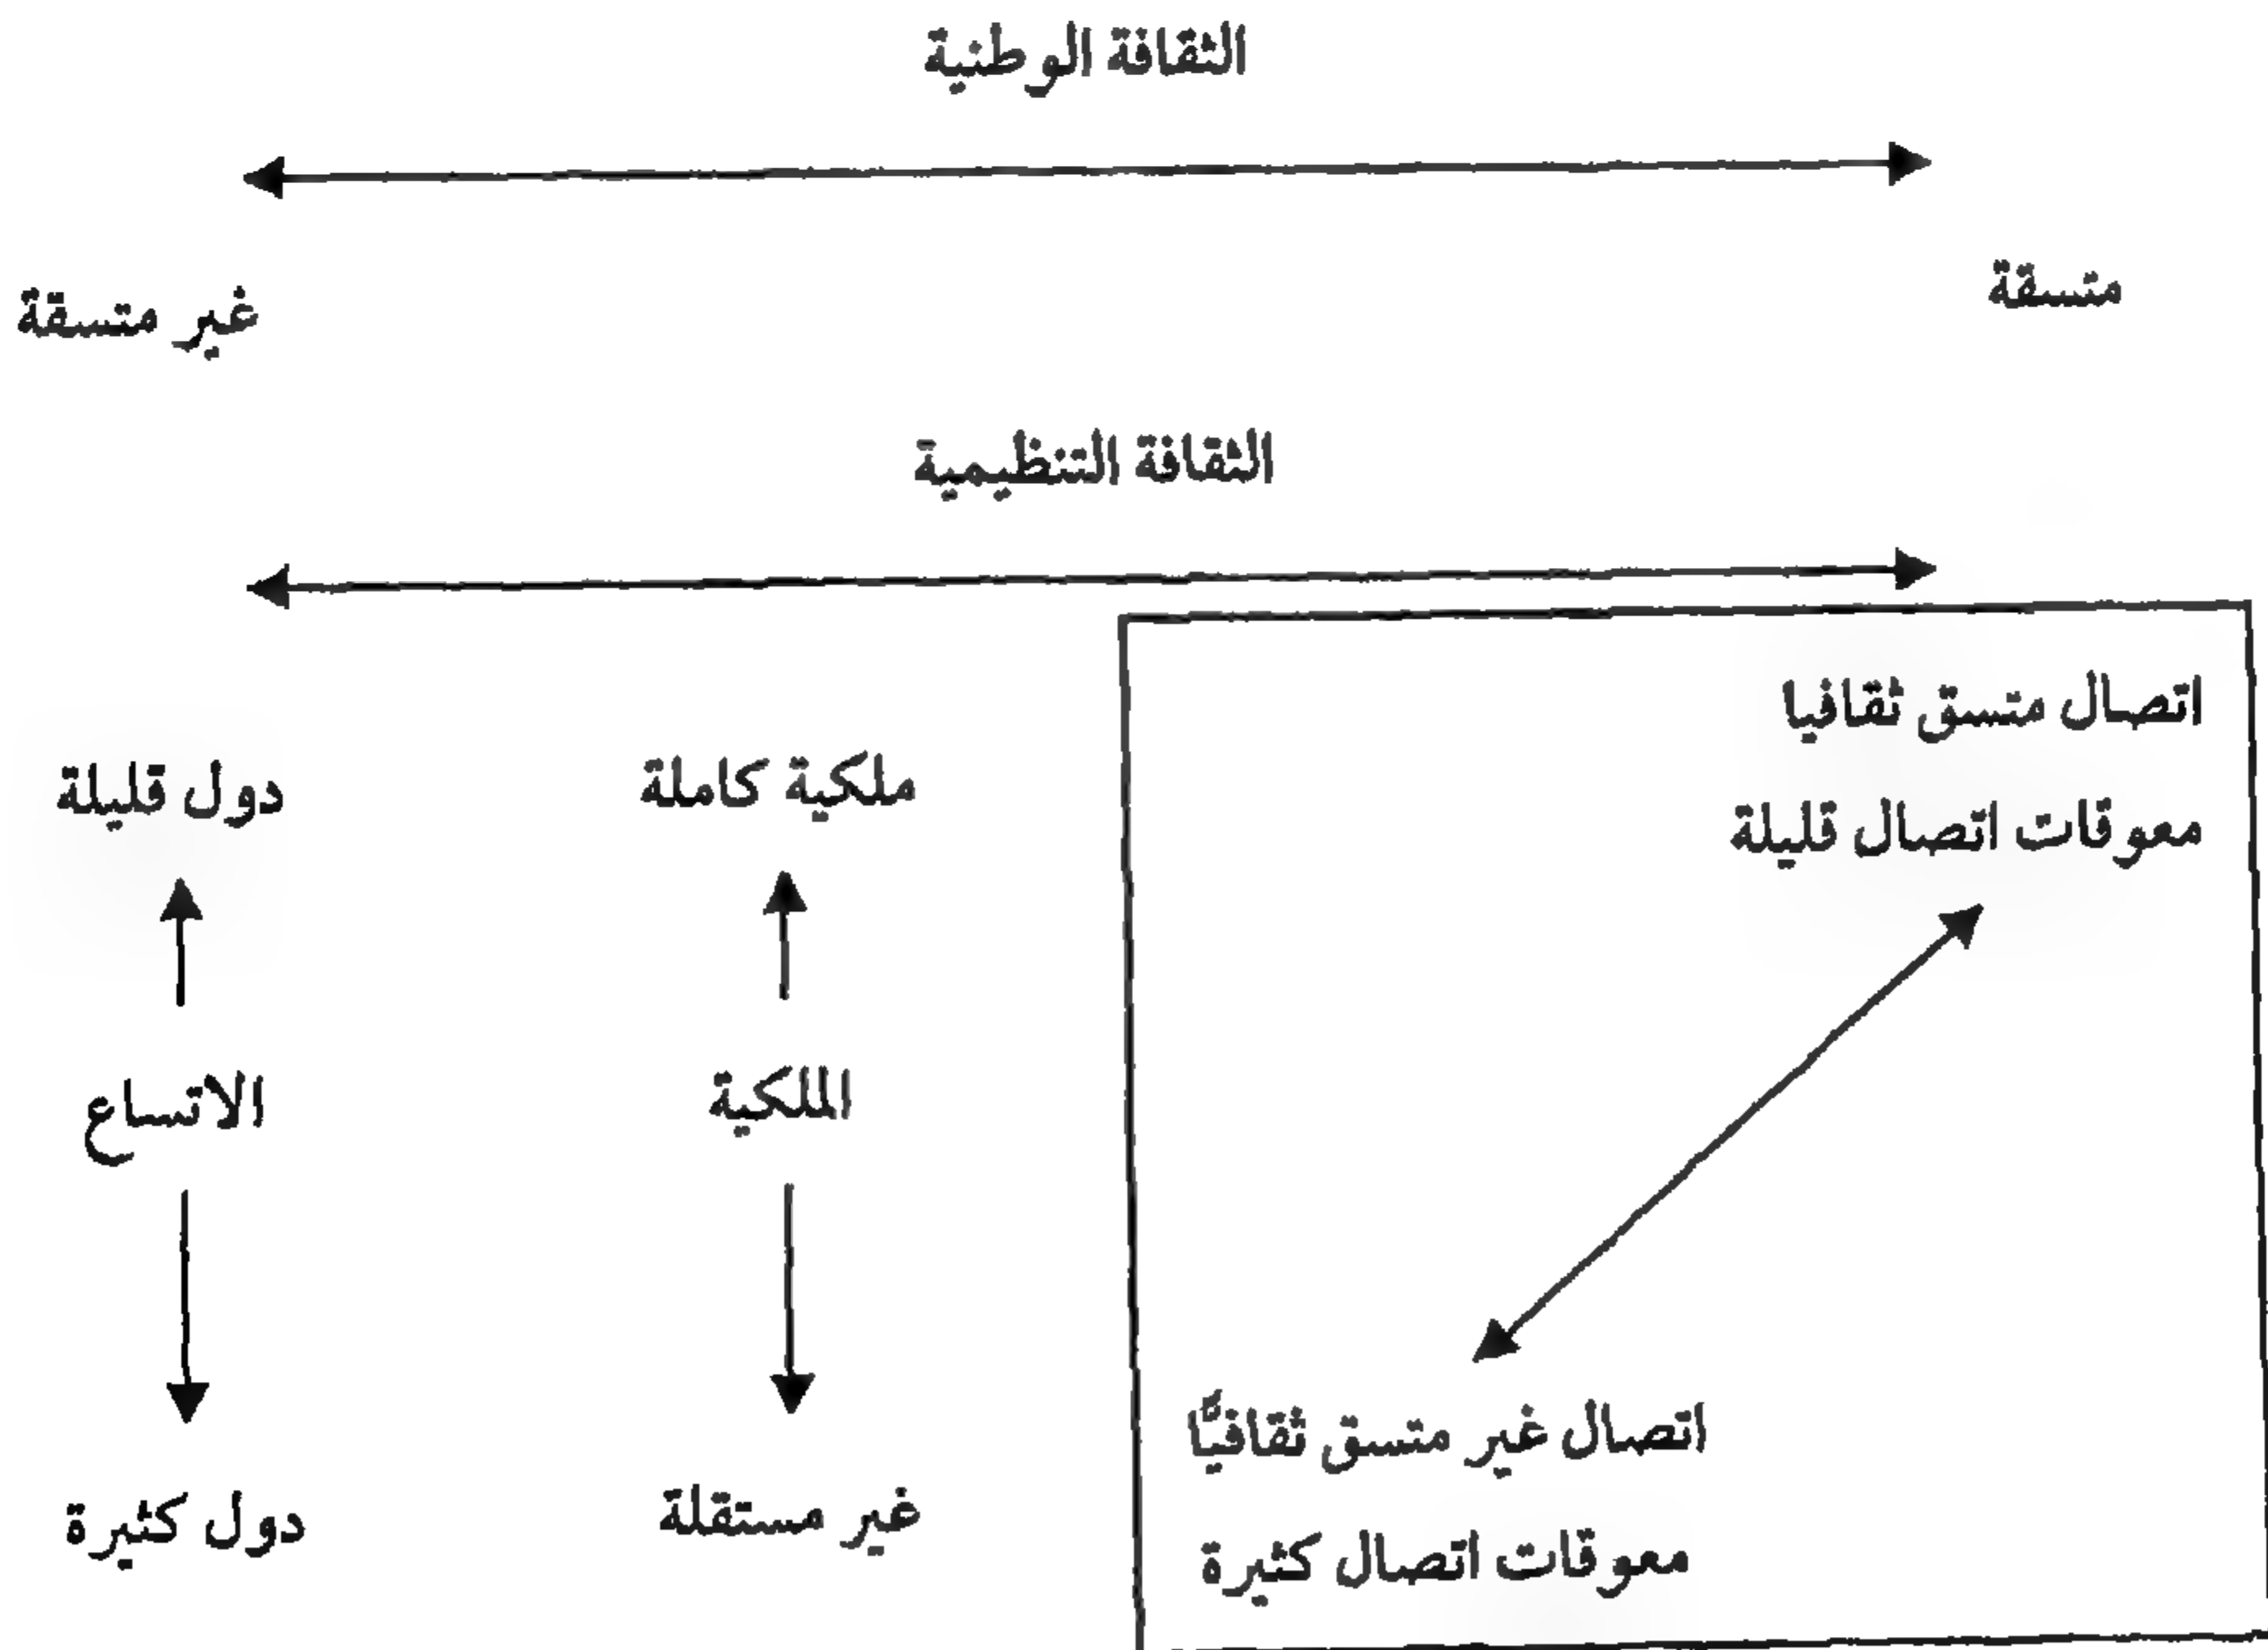 الثقافة الوطنية
متسقة
غير متسقة
الثقافة التنظيمية
اتصال متسق ثقافيا
معوقات اتصال قليلة
ملكية كاملة
دول قليلة
الملكية
الاتساع
اتصال غير متسق ثقافيًّا
معوقات اتصال كثيرة
غير مستقلة
دول كثيرة